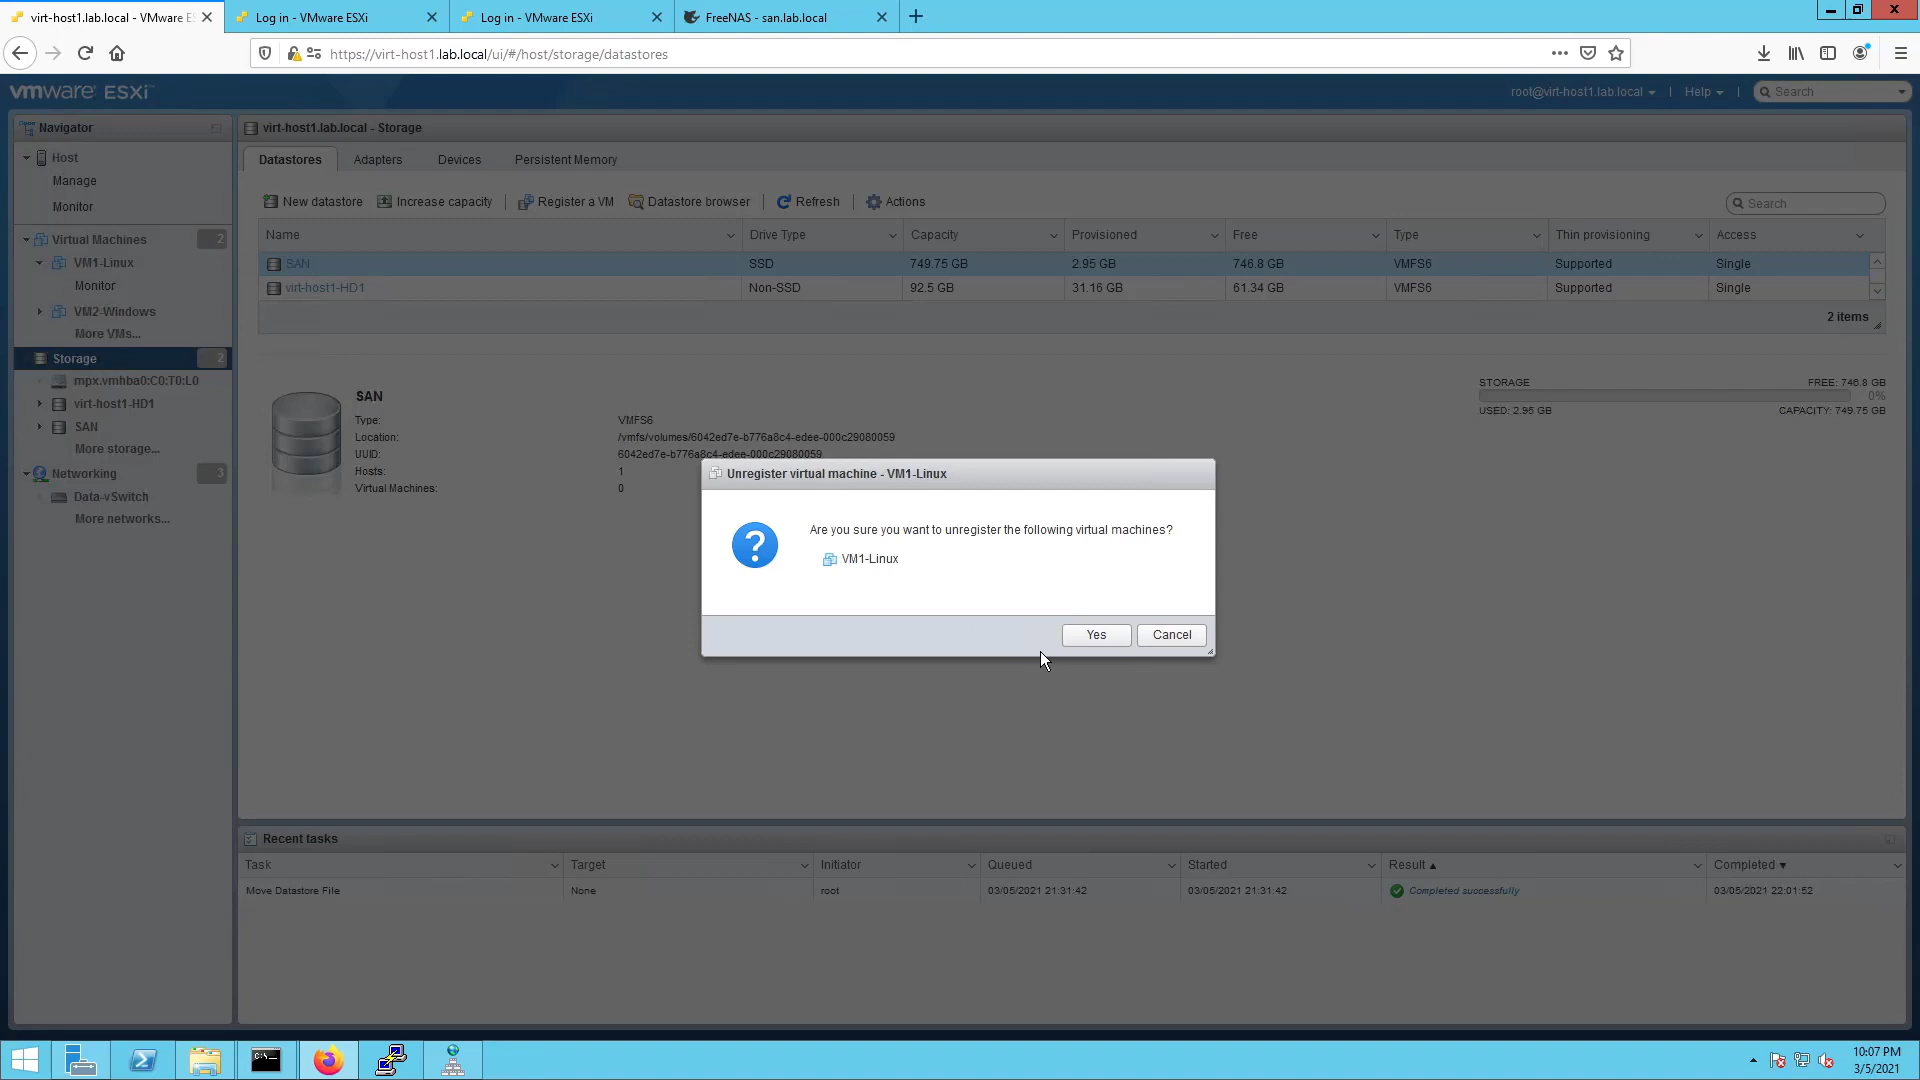 virt-host1.lab.local - VMware E
Log in - VMware ESXi
Log in - VMware ESXi
FreeNAS - san.lab.local
https://virt-host1.lab.local/ui/#/host/storage/datastores
vmware ESXi
root@virt-host1.lab.local
Help
Search
Navigator
Host
Manage
Monitor
Virtual Machines 2
VM1-Linux
Monitor
VM2-Windows
More VMs...
Storage 2
mpx.vmhba0:C0:T0:L0
virt-host1-HD1
SAN
More storage...
Networking 3
Data-vSwitch
More networks...
virt-host1.lab.local - Storage
Datastores Adapters Devices Persistent Memory
New datastore Increase capacity Register a VM Datastore browser Refresh Actions Search
Name Drive Type Capacity Provisioned Free Type Thin provisioning Access
SAN SSD 749.75 GB 2.95 GB 746.8 GB VMFS6 Supported Single
virt-host1-HD1 Non-SSD 92.5 GB 31.16 GB 61.34 GB VMFS6 Supported Single
2 items
SAN
Type: VMFS6
Location: /vmfs/volumes/6042ed7e-b776a8c4-edee-000c29080059
UUID: 6042ed7e-b776a8c4-edee-000c29080059
Hosts: 1
Virtual Machines: 0
STORAGE FREE: 746.8 GB
0%
USED: 2.95 GB CAPACITY: 749.75 GB
Unregister virtual machine - VM1-Linux
Are you sure you want to unregister the following virtual machines?
VM1-Linux
Yes Cancel
Recent tasks
Task Target Initiator Queued Started Result Completed
Move Datastore File None root 03/05/2021 21:31:42 03/05/2021 21:31:42 Completed successfully 03/05/2021 22:01:52
10:07 PM
3/5/2021